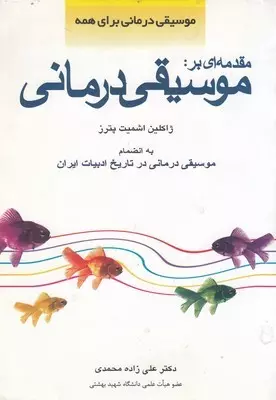 موسیقی درمانی برای همه
مقدمه‌ای بر:
موسیقی درمانی
ژاکلین اشمیت پترز
به انضمام
موسیقی درمانی در تاریخ ادبیات ایران
دکتر علی زاده محمدی
عضو هیأت علمی دانشگاه شهید بهشتی